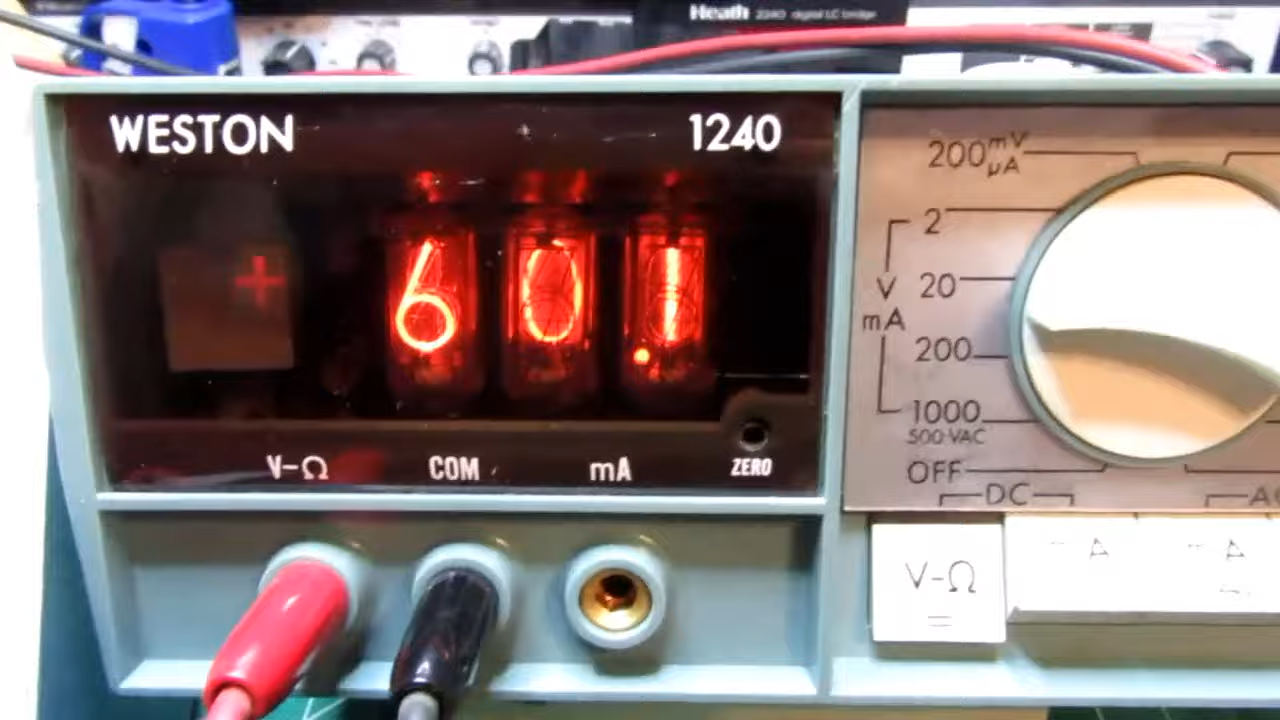 Heath 2240 digital LC bridge
WESTON 1240
+ 60.1
200 mV μA
2
V
20
mA
200
1000
500 VAC
OFF
DC
V-Ω COM mA ZERO
V-Ω
A
A